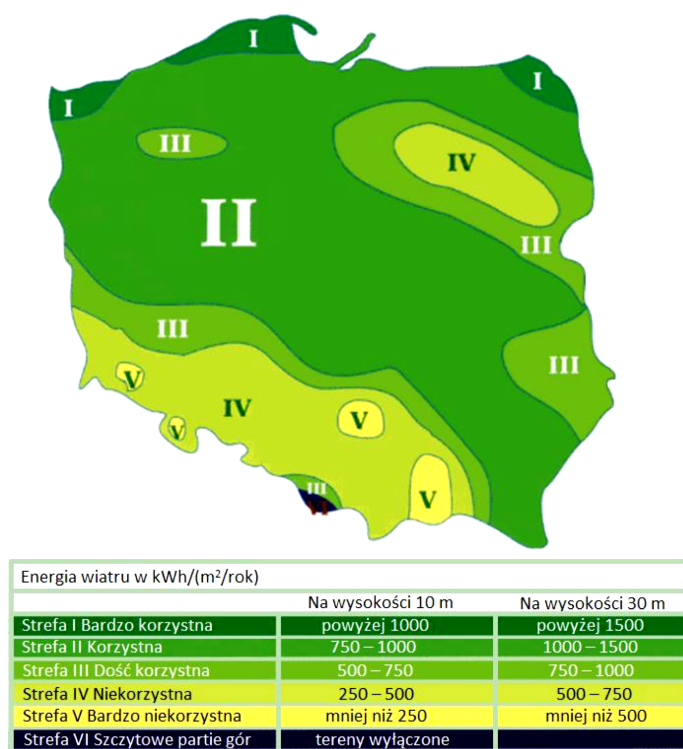 I
I
I
III
IV
II
III
III
III
V
IV
V
V
V
III
VI
Energia wiatru w kWh/(m²/rok)
Na wysokości 10 m Na wysokości 30 m
Strefa I Bardzo korzystna powyżej 1000 powyżej 1500
Strefa II Korzystna 750 – 1000 1000 – 1500
Strefa III Dość korzystna 500 – 750 750 – 1000
Strefa IV Niekorzystna 250 – 500 500 – 750
Strefa V Bardzo niekorzystna mniej niż 250 mniej niż 500
Strefa VI Szczytowe partie gór tereny wyłączone